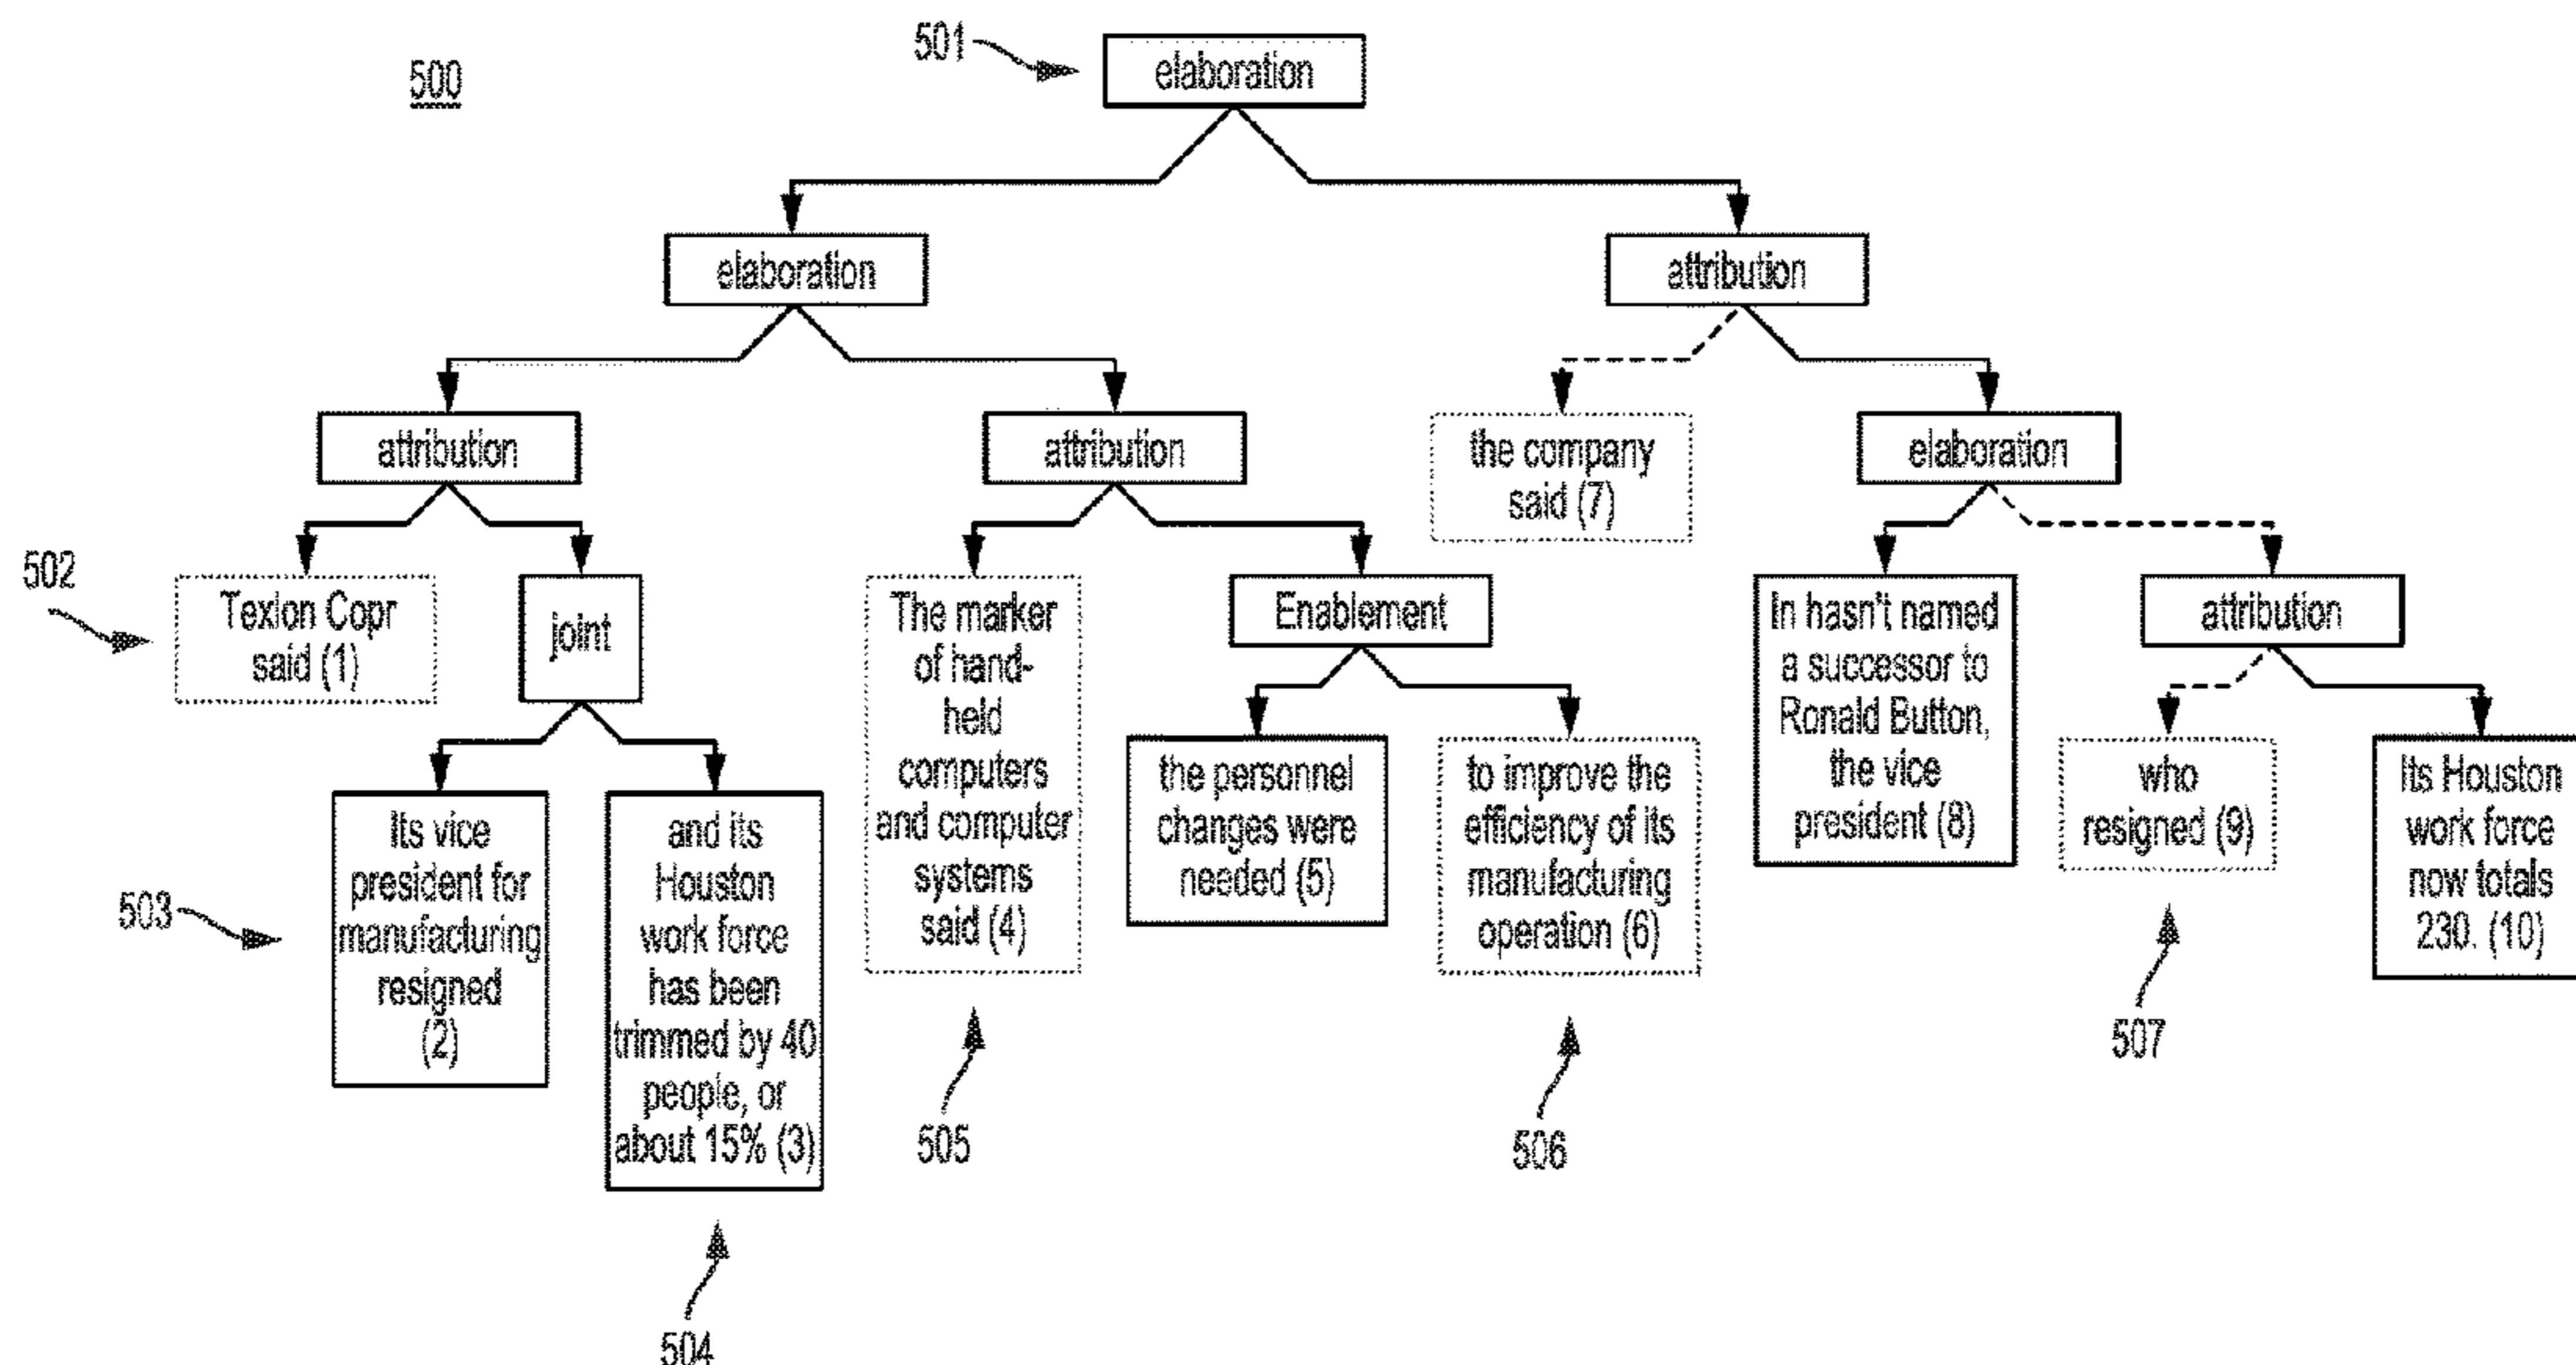 500
501
elaboration
elaboration
attribution
attribution
attribution
the company
said (7)
elaboration
502
Texlon Copr
said (1)
joint
The marker
of hand-
held
computers
and computer
systems
said (4)
Enablement
In hasn't named
a successor to
Ronald Button,
the vice
president (8)
attribution
503
Its vice
president for
manufacturing
resigned
(2)
and its
Houston
work force
has been
trimmed by 40
people, or
about 15% (3)
the personnel
changes were
needed (5)
to improve the
efficiency of its
manufacturing
operation (6)
who
resigned (9)
Its Houston
work force
now totals
230. (10)
505
506
507
504